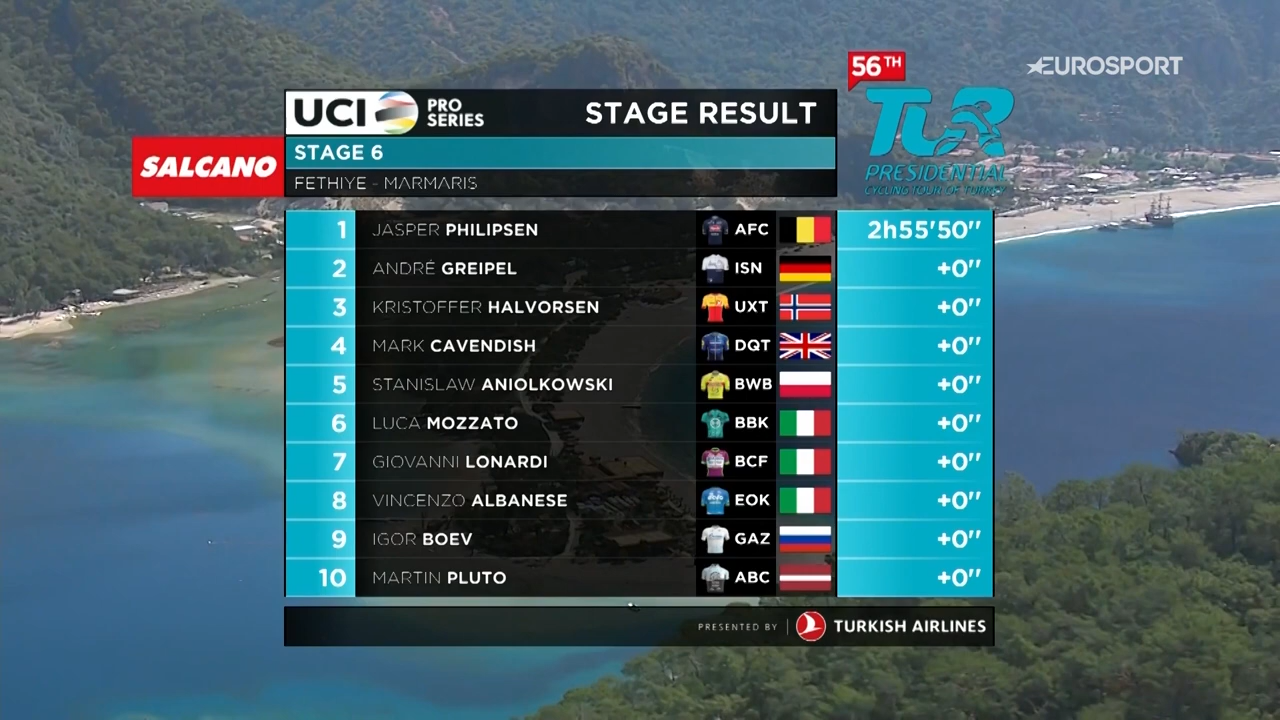 56TH
EUROSPORT
UCI PRO SERIES
STAGE RESULT
TUR
SALCANO
STAGE 6
PRESIDENTIAL
FETHIYE - MARMARIS
CYCLING TOUR OF TURKEY
1 JASPER PHILIPSEN AFC 2h55'50''
2 ANDRÉ GREIPEL ISN +0''
3 KRISTOFFER HALVORSEN UXT +0''
4 MARK CAVENDISH DQT +0''
5 STANISLAW ANIOLKOWSKI BWB +0''
6 LUCA MOZZATO BBK +0''
7 GIOVANNI LONARDI BCF +0''
8 VINCENZO ALBANESE EOK +0''
9 IGOR BOEV GAZ +0''
10 MARTIN PLUTO ABC +0''
PRESENTED BY | TURKISH AIRLINES